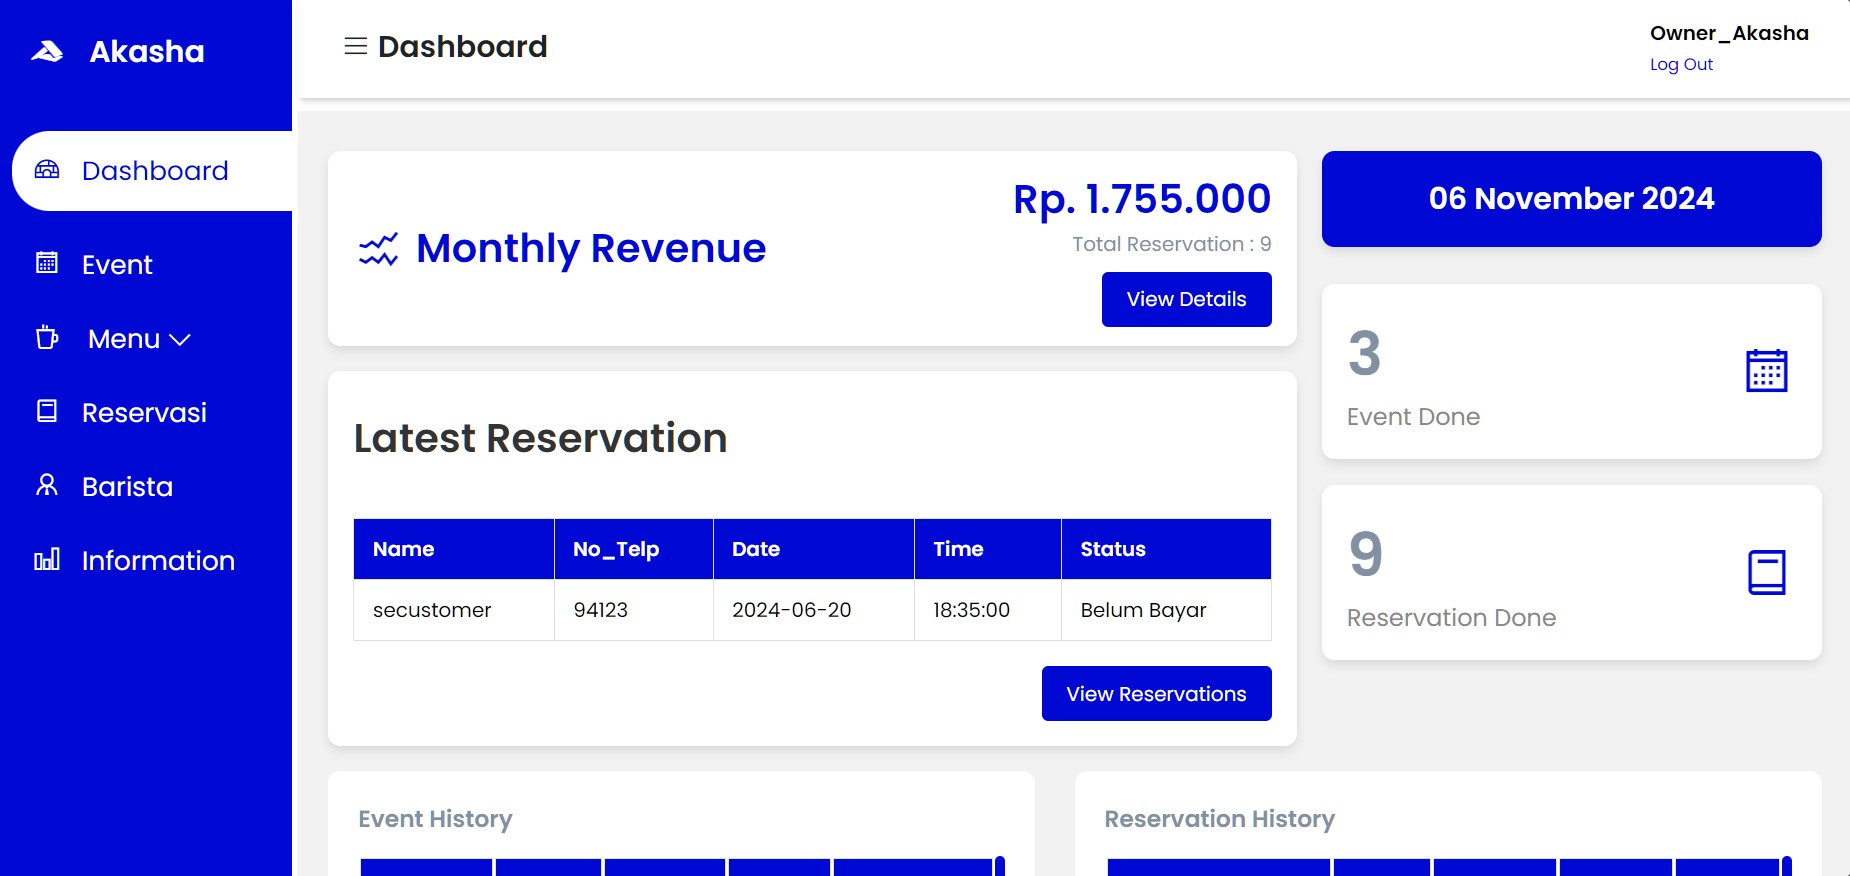 Akasha
Dashboard
Event
Menu
Reservasi
Barista
Information
Dashboard
Owner_Akasha
Log Out
Monthly Revenue
Rp. 1.755.000
Total Reservation : 9
View Details
06 November 2024
3
Event Done
9
Reservation Done
Latest Reservation
Name No_Telp Date Time Status
secustomer 94123 2024-06-20 18:35:00 Belum Bayar
View Reservations
Event History
Reservation History